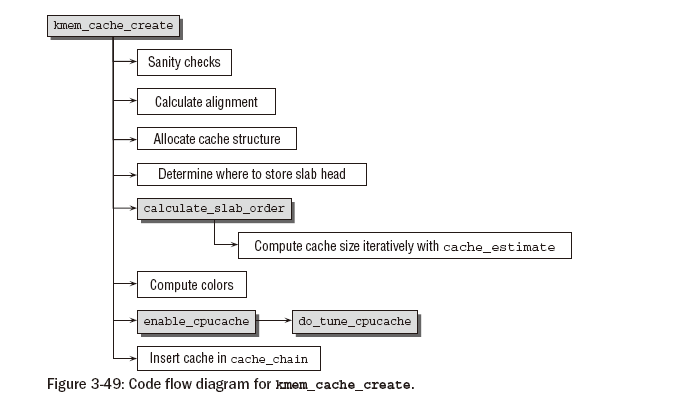 kmem_cache_create
Sanity checks
Calculate alignment
Allocate cache structure
Determine where to store slab head
calculate_slab_order
Compute cache size iteratively with cache_estimate
Compute colors
enable_cpucache
do_tune_cpucache
Insert cache in cache_chain
Figure 3-49: Code flow diagram for kmem_cache_create.